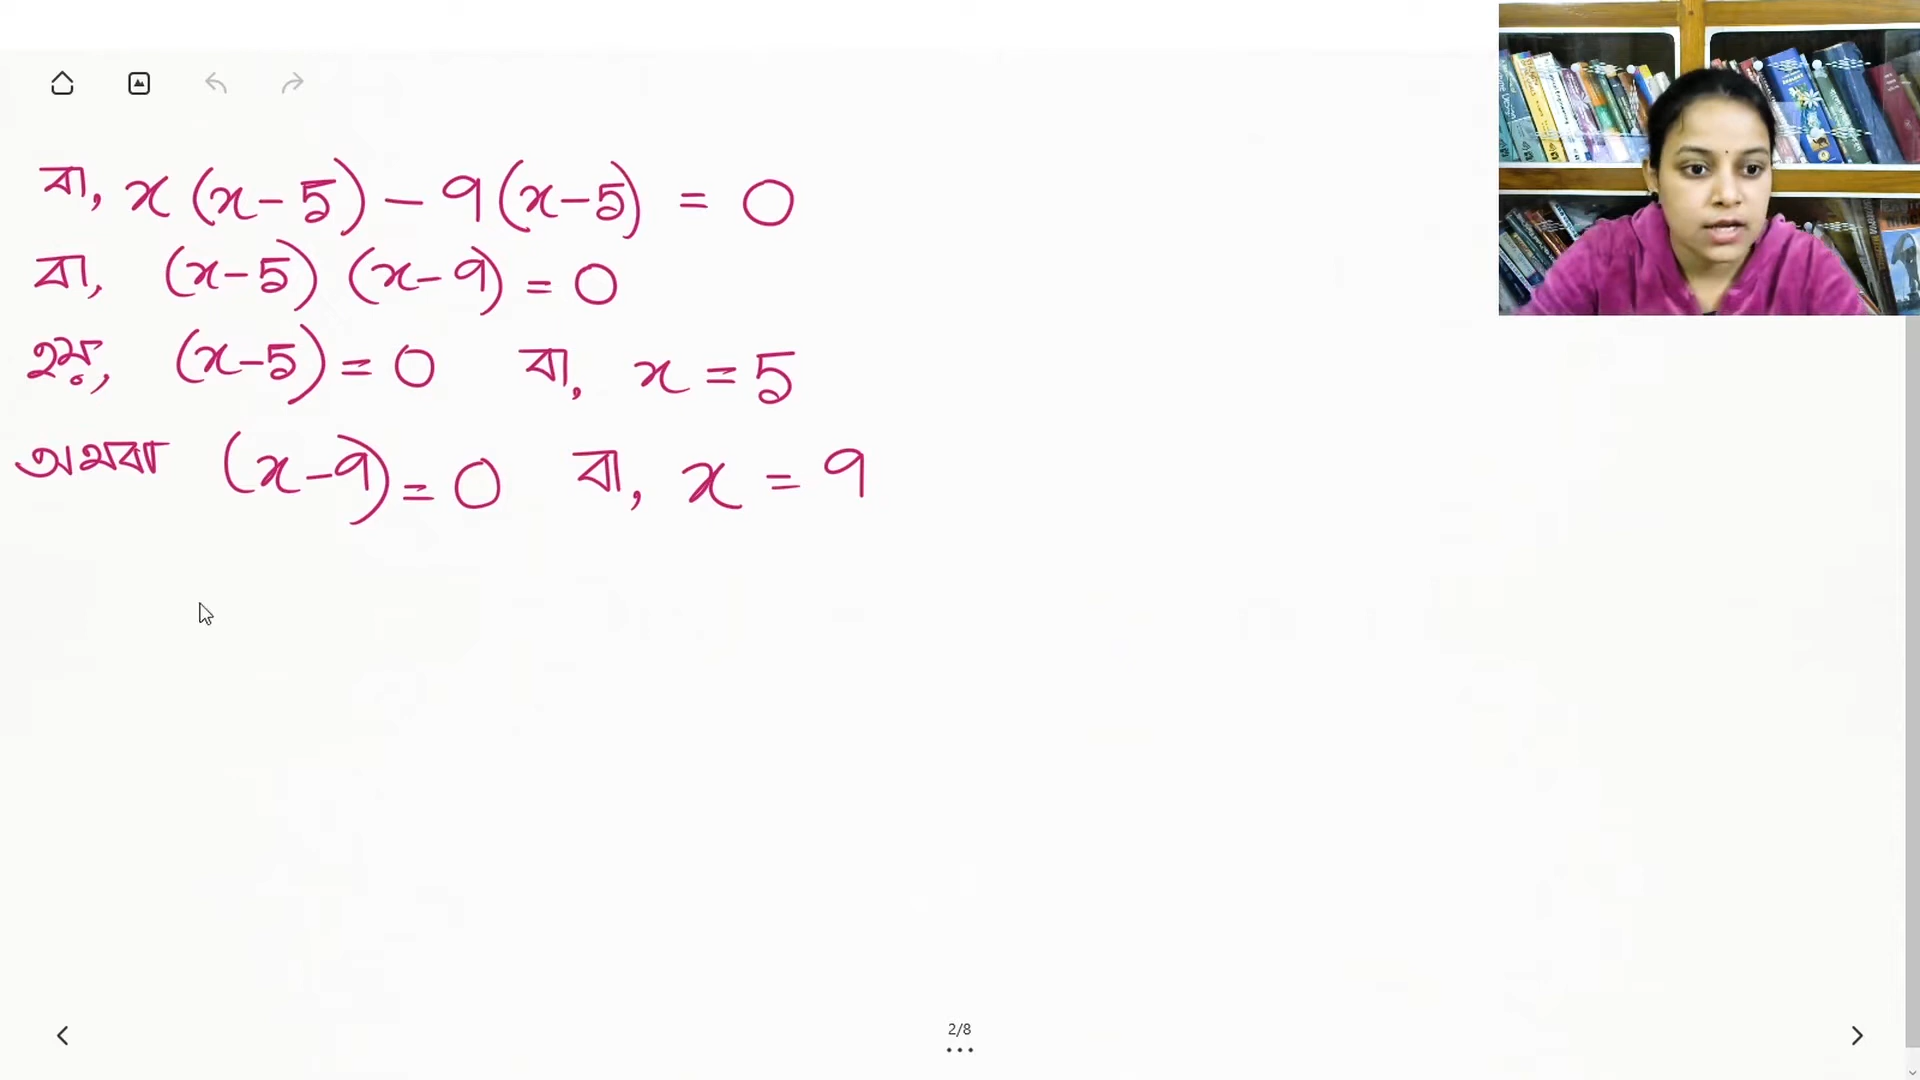 বা, x (x - 5) - 9 (x - 5) = 0
বা, (x - 5) (x - 9) = 0
হয়, (x - 5) = 0 বা, x = 5
অথবা (x - 9) = 0 বা, x = 9
2/8